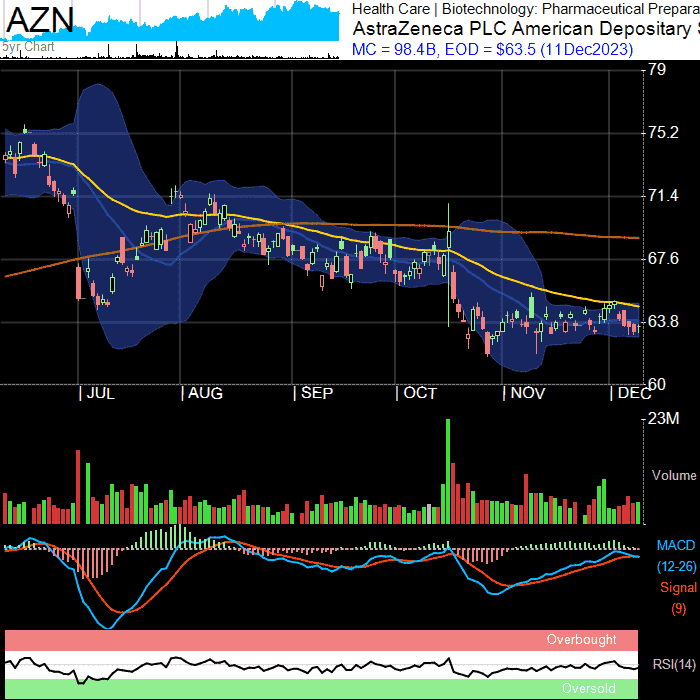 AZN
5yr Chart
Health Care | Biotechnology: Pharmaceutical Prepara
AstraZeneca PLC American Depositary S
MC = 98.4B, EOD = $63.5 (11Dec2023)
79
75.2
71.4
67.6
63.8
60
| JUL | AUG | SEP | OCT | NOV | DEC
23M
Volume
MACD
(12-26)
Signal
(9)
Overbought
RSI(14)
Oversold